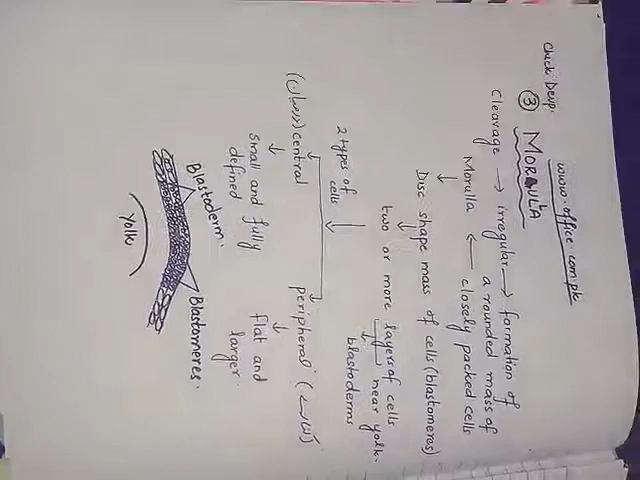 www.office.com.pk
Chick Devp.
③ MORULA
Cleavage → irregular → formation of
a rounded mass of
Morulla ← closely packed cells
↓
Disc shape mass of cells (blastomeres)
↓
two or more layers of cells near yolk.
↓
blastoderms
2 types of
cells
central
peripheral
↓
↓
small and fully
defined
flat and
larger
Blastoderm.
Blastomeres.
Yolk